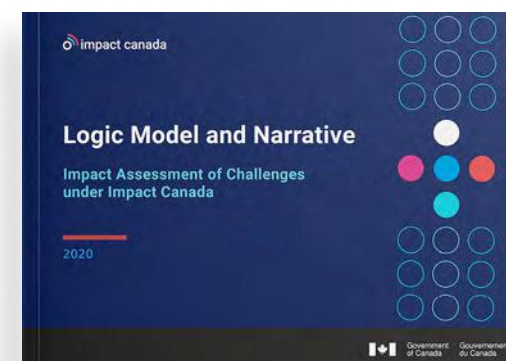 impact canada
Logic Model and Narrative
Impact Assessment of Challenges
under Impact Canada
2020
Government Gouvernement
of Canada du Canada